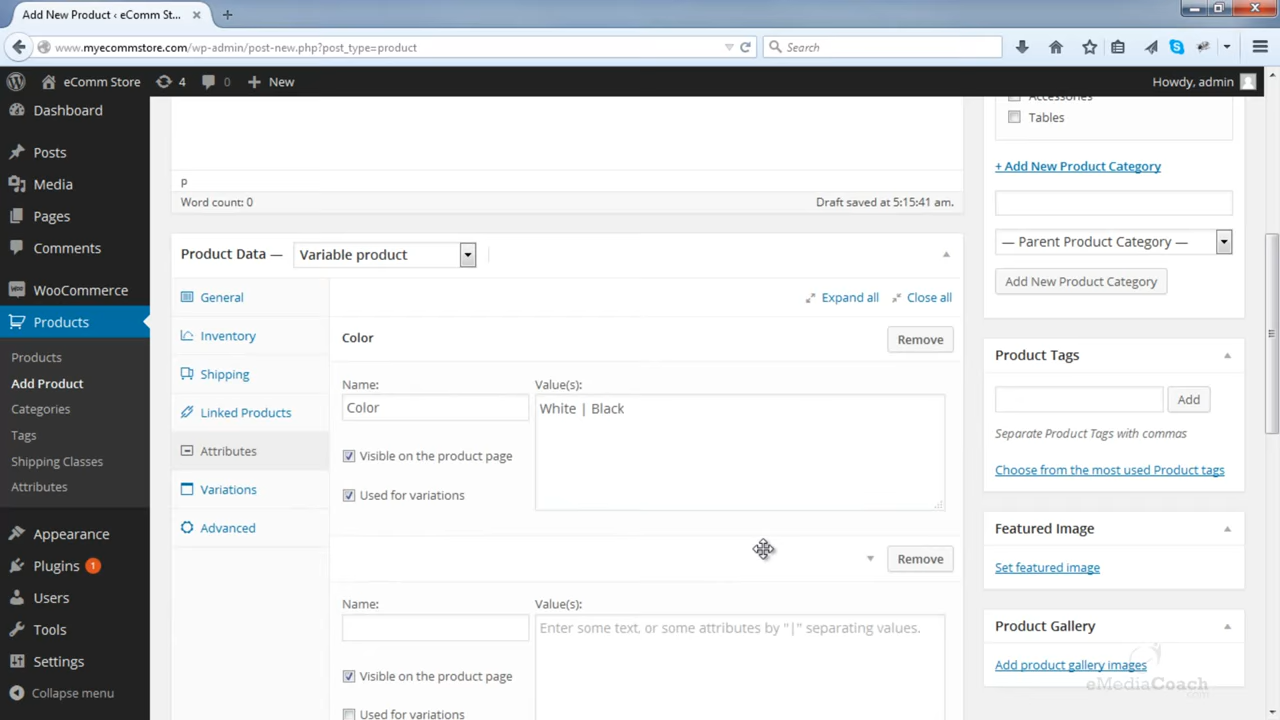 Add New Product ‹ eComm St... × +
www.myecommstore.com/wp-admin/post-new.php?post_type=product
Search
eComm Store 4 0 + New Howdy, admin
Dashboard
Posts
Media
Pages
Comments
WooCommerce
Products
Products
Add Product
Categories
Tags
Shipping Classes
Attributes
Appearance
Plugins 1
Users
Tools
Settings
Collapse menu
p
Word count: 0 Draft saved at 5:15:41 am.
Product Data — Variable product
General
Inventory
Shipping
Linked Products
Attributes
Variations
Advanced
Expand all Close all
Color Remove
Name: Value(s):
Color White | Black
Visible on the product page
Used for variations
Remove
Name: Value(s):
Enter some text, or some attributes by "|" separating values.
Visible on the product page
Used for variations
Accessories
Tables
+ Add New Product Category
— Parent Product Category —
Add New Product Category
Product Tags
Add
Separate Product Tags with commas
Choose from the most used Product tags
Featured Image
Set featured image
Product Gallery
Add product gallery images
eMediaCoach
.com